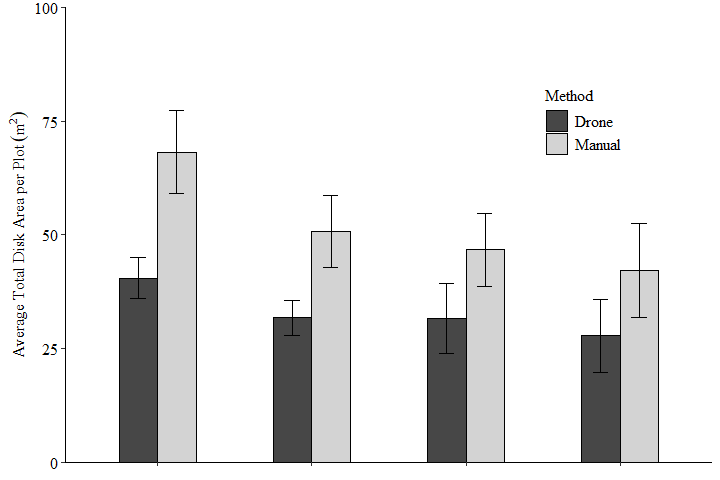 100
75
50
25
0
Average Total Disk Area per Plot (m²)
Method
Drone
Manual